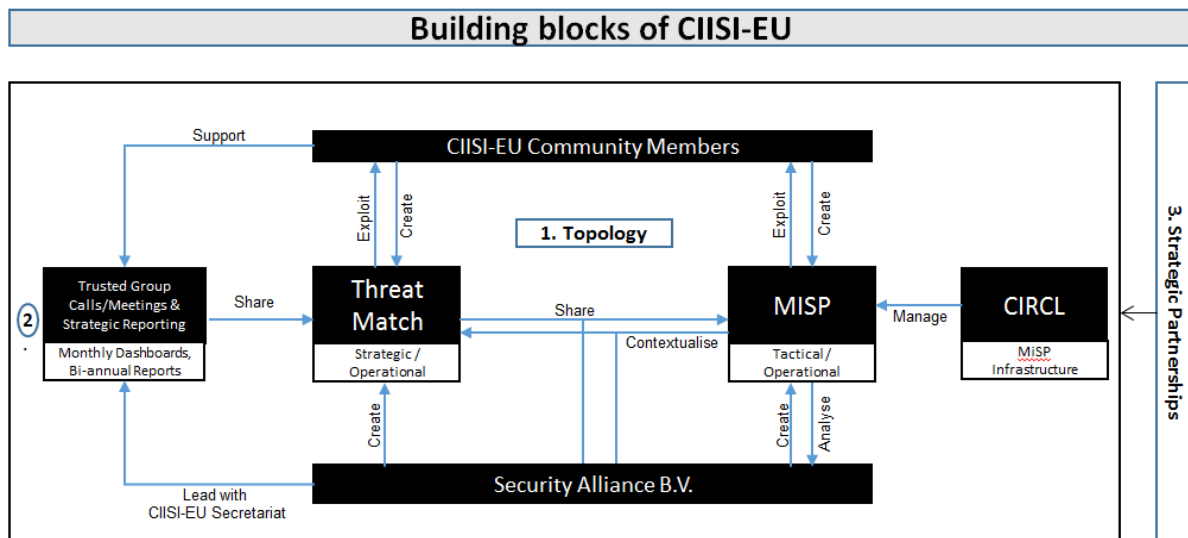 Building blocks of CIISI-EU
Support
CIISI-EU Community Members
Exploit
Create
Exploit
Create
1. Topology
2
.
Trusted Group
Calls/Meetings &
Strategic Reporting
Monthly Dashboards,
Bi-annual Reports
Share
Threat
Match
Strategic /
Operational
Share
Contextualise
MISP
Tactical /
Operational
Manage
CIRCL
MiSP
Infrastructure
3. Strategic Partnerships
Create
Create
Analyse
Security Alliance B.V.
Lead with
CIISI-EU Secretariat